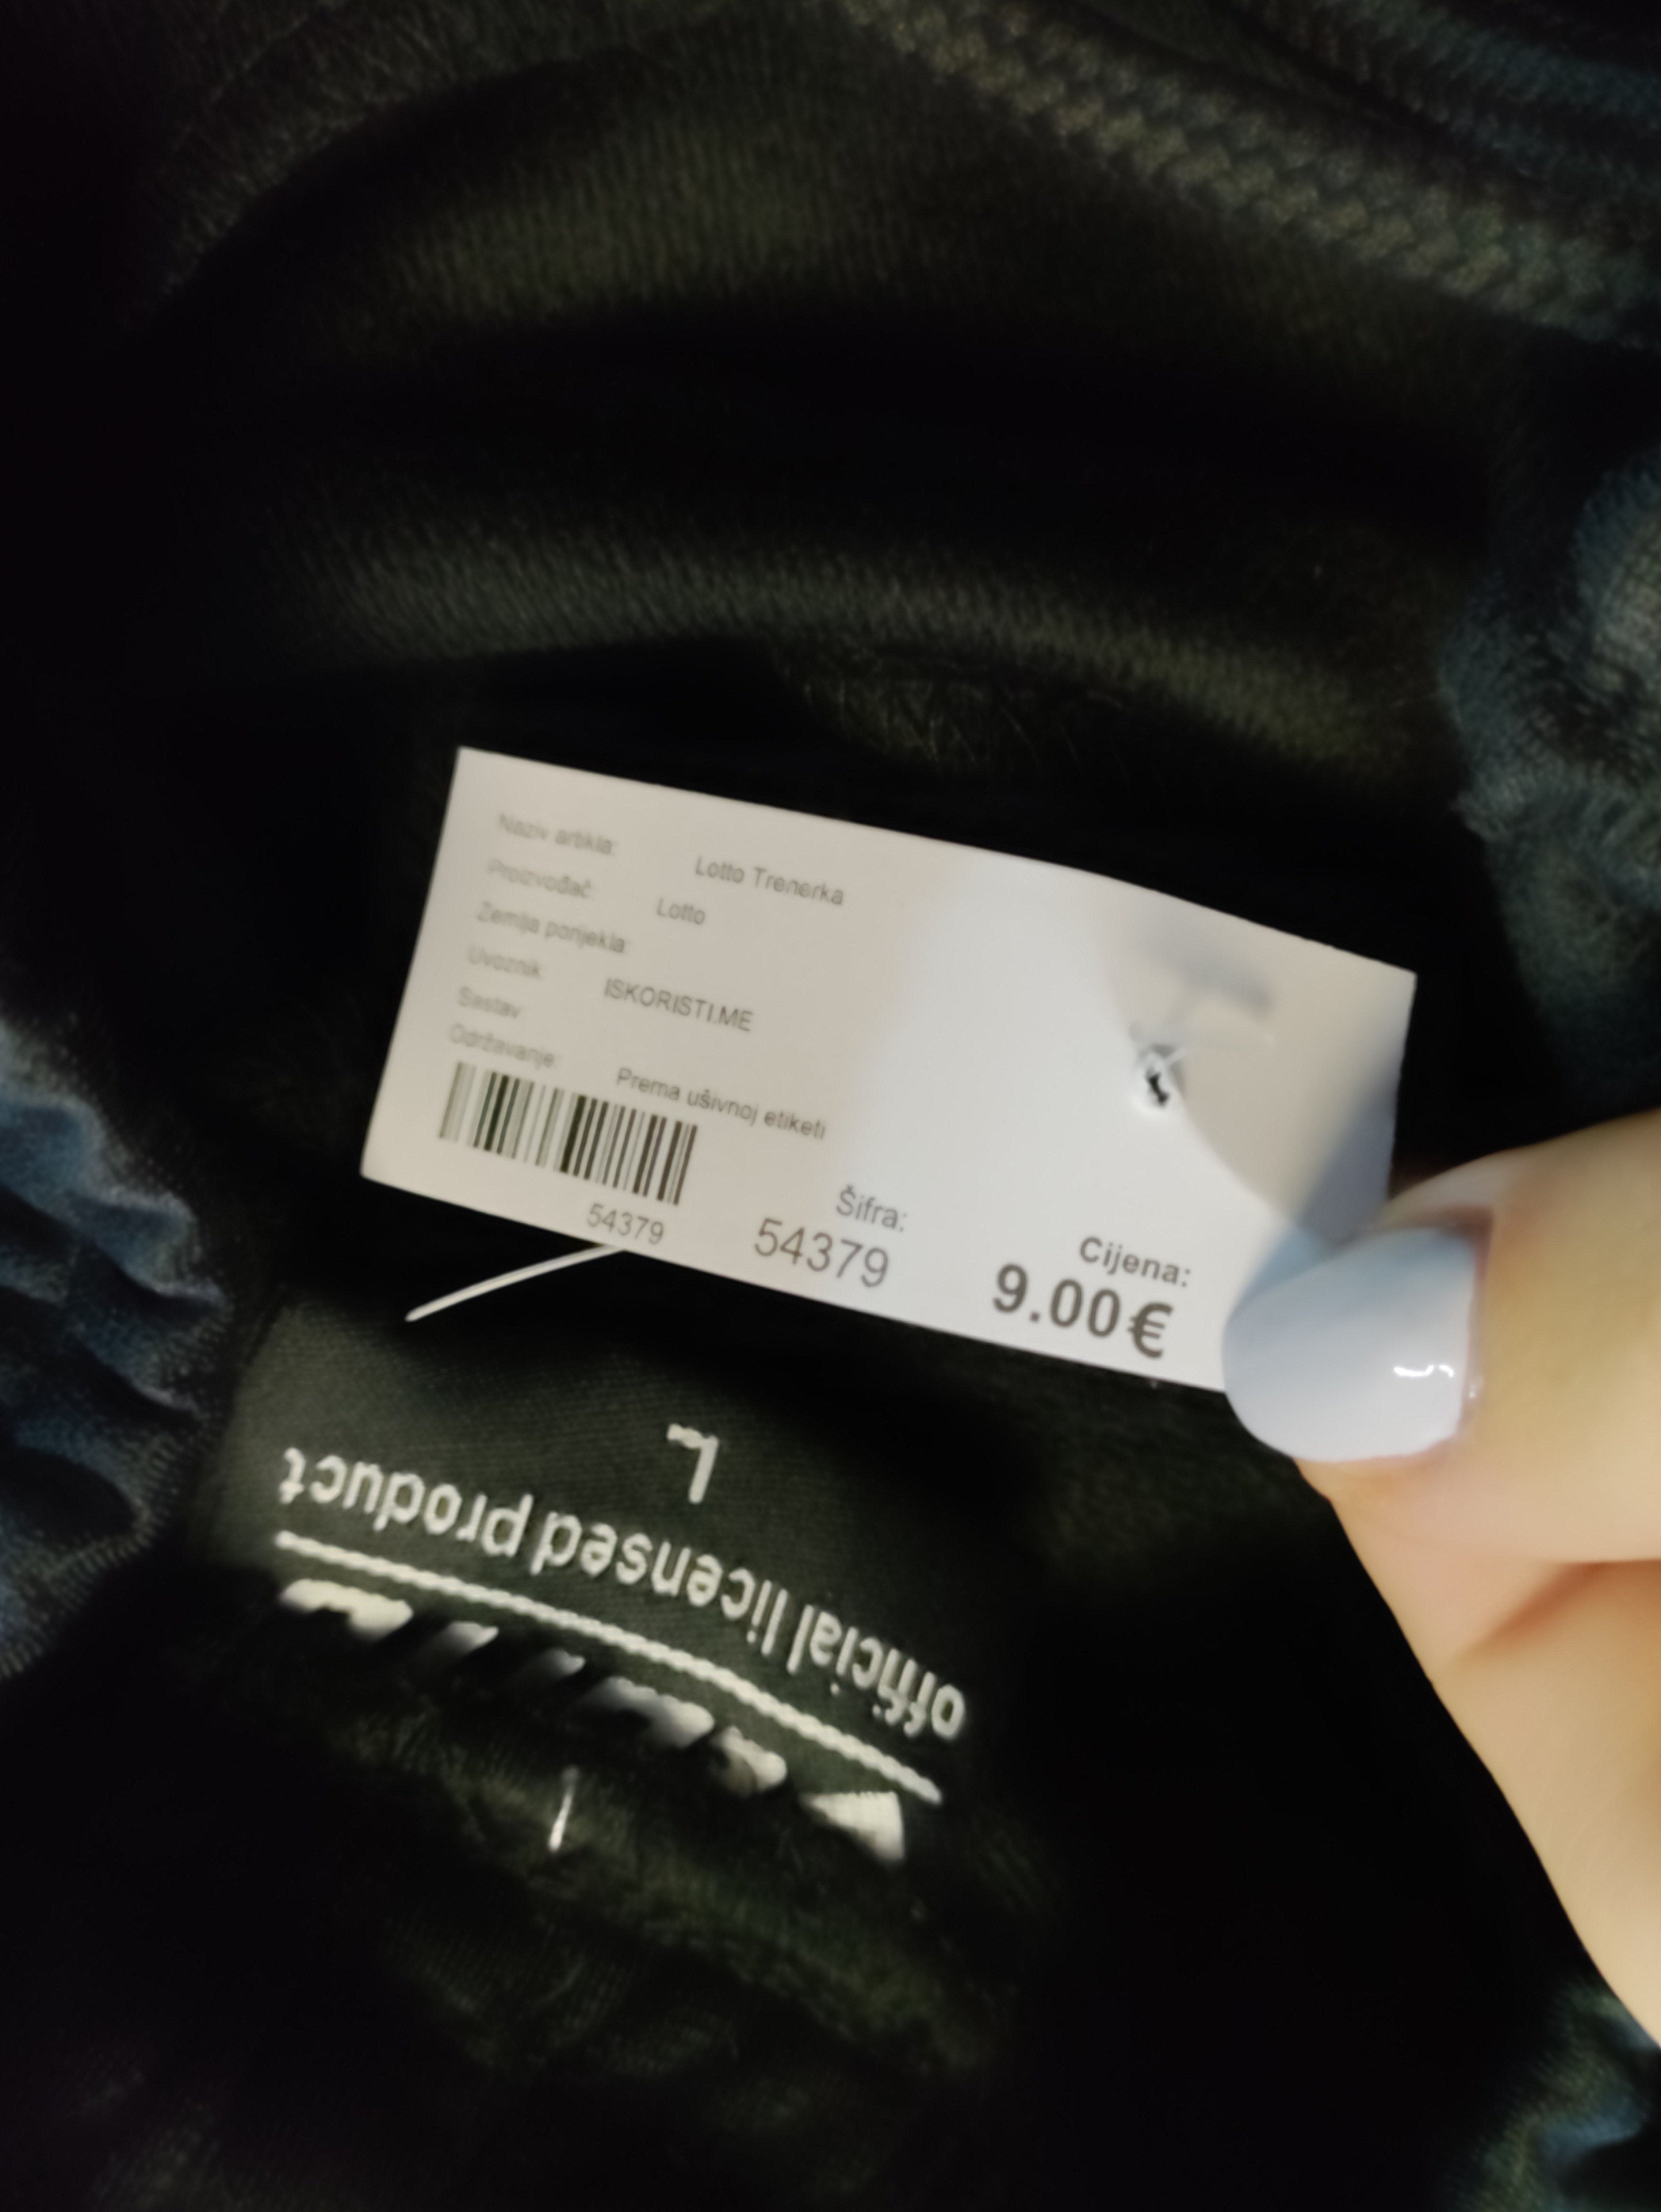 Naziv artikla: Lotto Trenerka
Proizvođač: Lotto
Zemlja porijekla:
Uvoznik: ISKORISTI.ME
Sastav:
Održavanje: Prema ušivnoj etiketi
54379
Šifra:
54379
Cijena:
9.00€
official licensed product
L